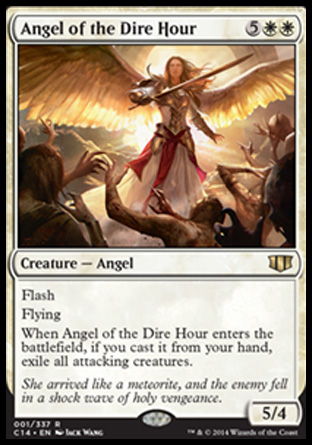 Angel of the Dire Hour 5
Creature — Angel
Flash
Flying
When Angel of the Dire Hour enters the
battlefield, if you cast it from your hand,
exile all attacking creatures.
She arrived like a meteorite, and the enemy fell
in a shock wave of holy vengeance.
5/4
001/337 R
C14 • EN Jack Wang
™ & © 2014 Wizards of the Coast